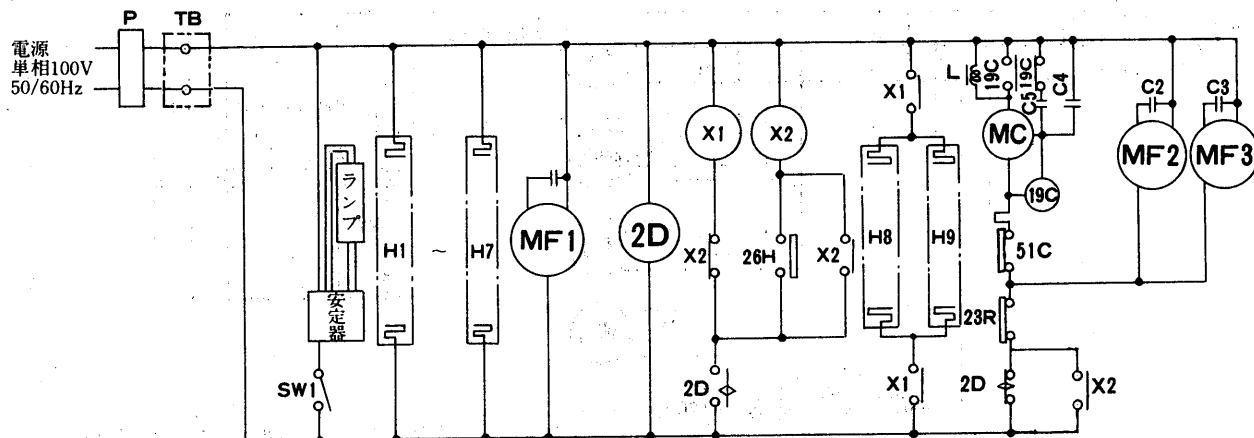 P
TB
電源
単相100V
50/60Hz
ランプ
安定器
SW1
H1
~
H7
MF1
2D
X1
X2
X2
26H
X2
2D
X1
H8
H9
X1
L
19C
19C
C5
C4
MC
19C
51C
23R
2D
X2
C2
MF2
C3
MF3